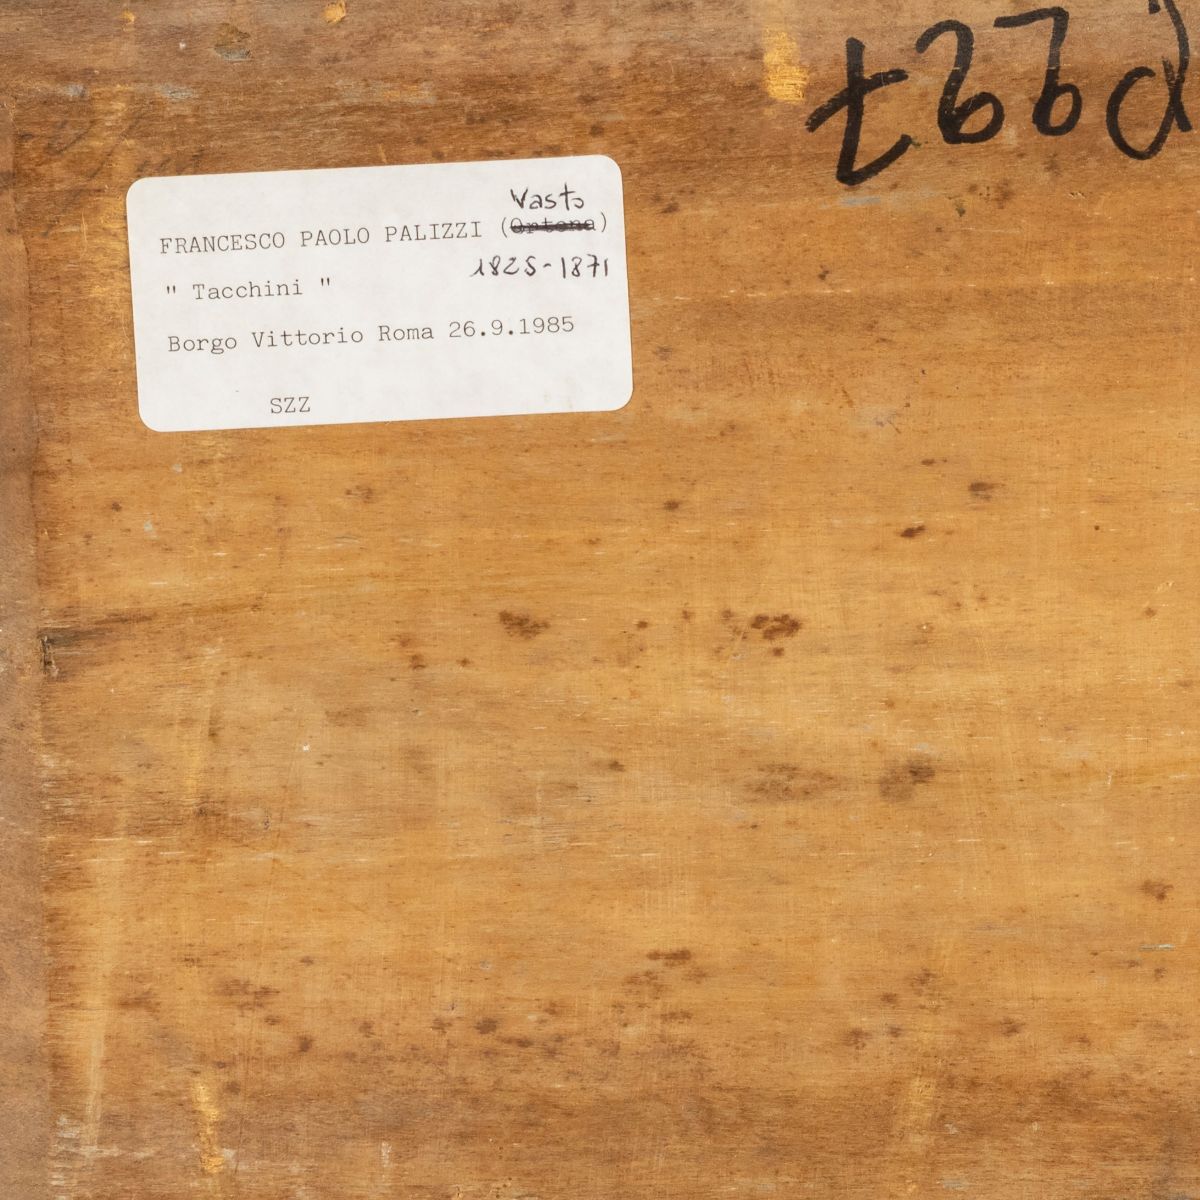 Vasto
FRANCESCO PAOLO PALIZZI (Ortona)
1825-1871
" Tacchini "
Borgo Vittorio Roma 26.9.1985
SZZ